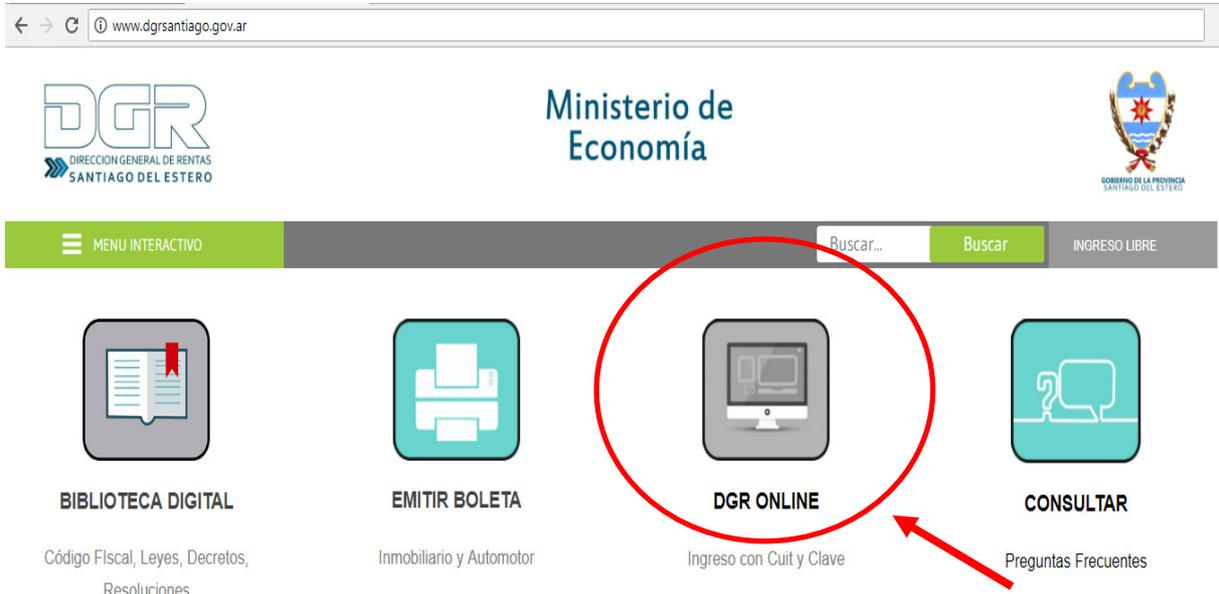 www.dgrsantiago.gov.ar
DGR
DIRECCION GENERAL DE RENTAS
SANTIAGO DEL ESTERO
Ministerio de
Economía
GOBIERNO DE LA PROVINCIA
SANTIAGO DEL ESTERO
MENU INTERACTIVO
Buscar...
Buscar
INGRESO LIBRE
BIBLIOTECA DIGITAL
EMITIR BOLETA
DGR ONLINE
CONSULTAR
Código FIscal, Leyes, Decretos,
Resoluciones
Inmobiliario y Automotor
Ingreso con Cuit y Clave
Preguntas Frecuentes